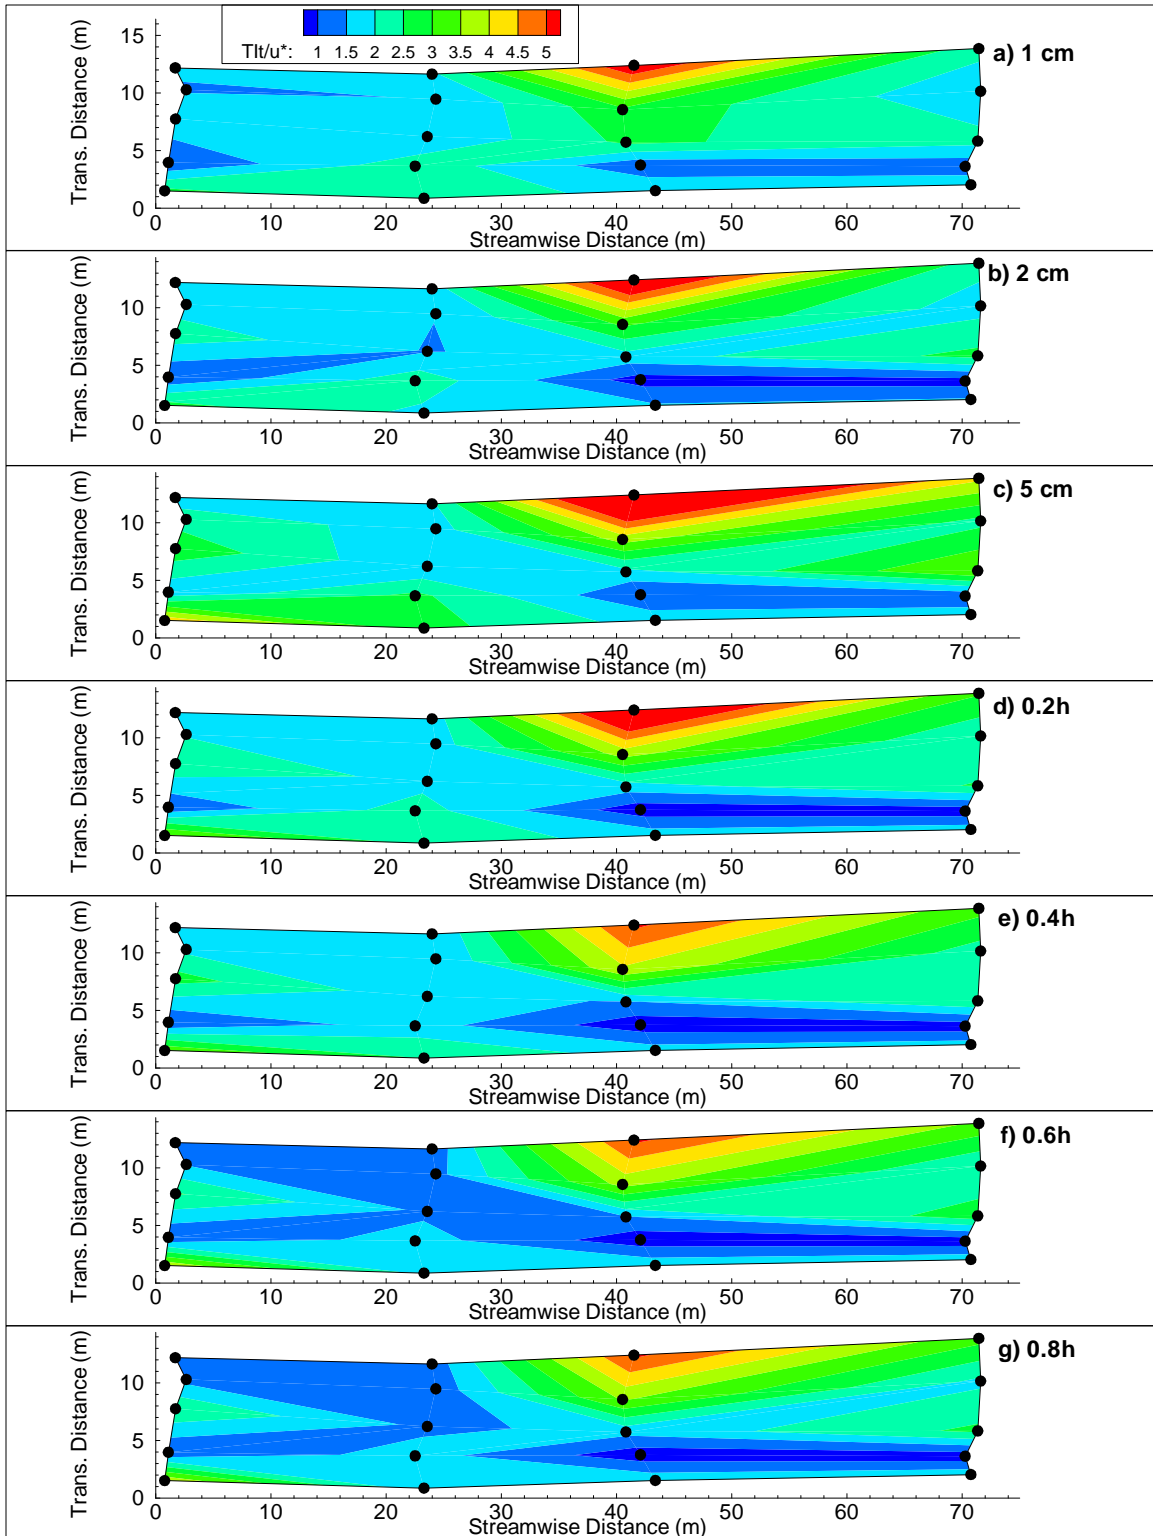 TIt/u*: 1 1.5 2 2.5 3 3.5 4 4.5 5
a) 1 cm
Trans. Distance (m)
15
10
5
0
0 10 20 30 40 50 60 70
Streamwise Distance (m)
b) 2 cm
Trans. Distance (m)
10
5
0
0 10 20 30 40 50 60 70
Streamwise Distance (m)
c) 5 cm
Trans. Distance (m)
10
5
0
0 10 20 30 40 50 60 70
Streamwise Distance (m)
d) 0.2h
Trans. Distance (m)
10
5
0
0 10 20 30 40 50 60 70
Streamwise Distance (m)
e) 0.4h
Trans. Distance (m)
10
5
0
0 10 20 30 40 50 60 70
Streamwise Distance (m)
f) 0.6h
Trans. Distance (m)
10
5
0
0 10 20 30 40 50 60 70
Streamwise Distance (m)
g) 0.8h
Trans. Distance (m)
10
5
0
0 10 20 30 40 50 60 70
Streamwise Distance (m)